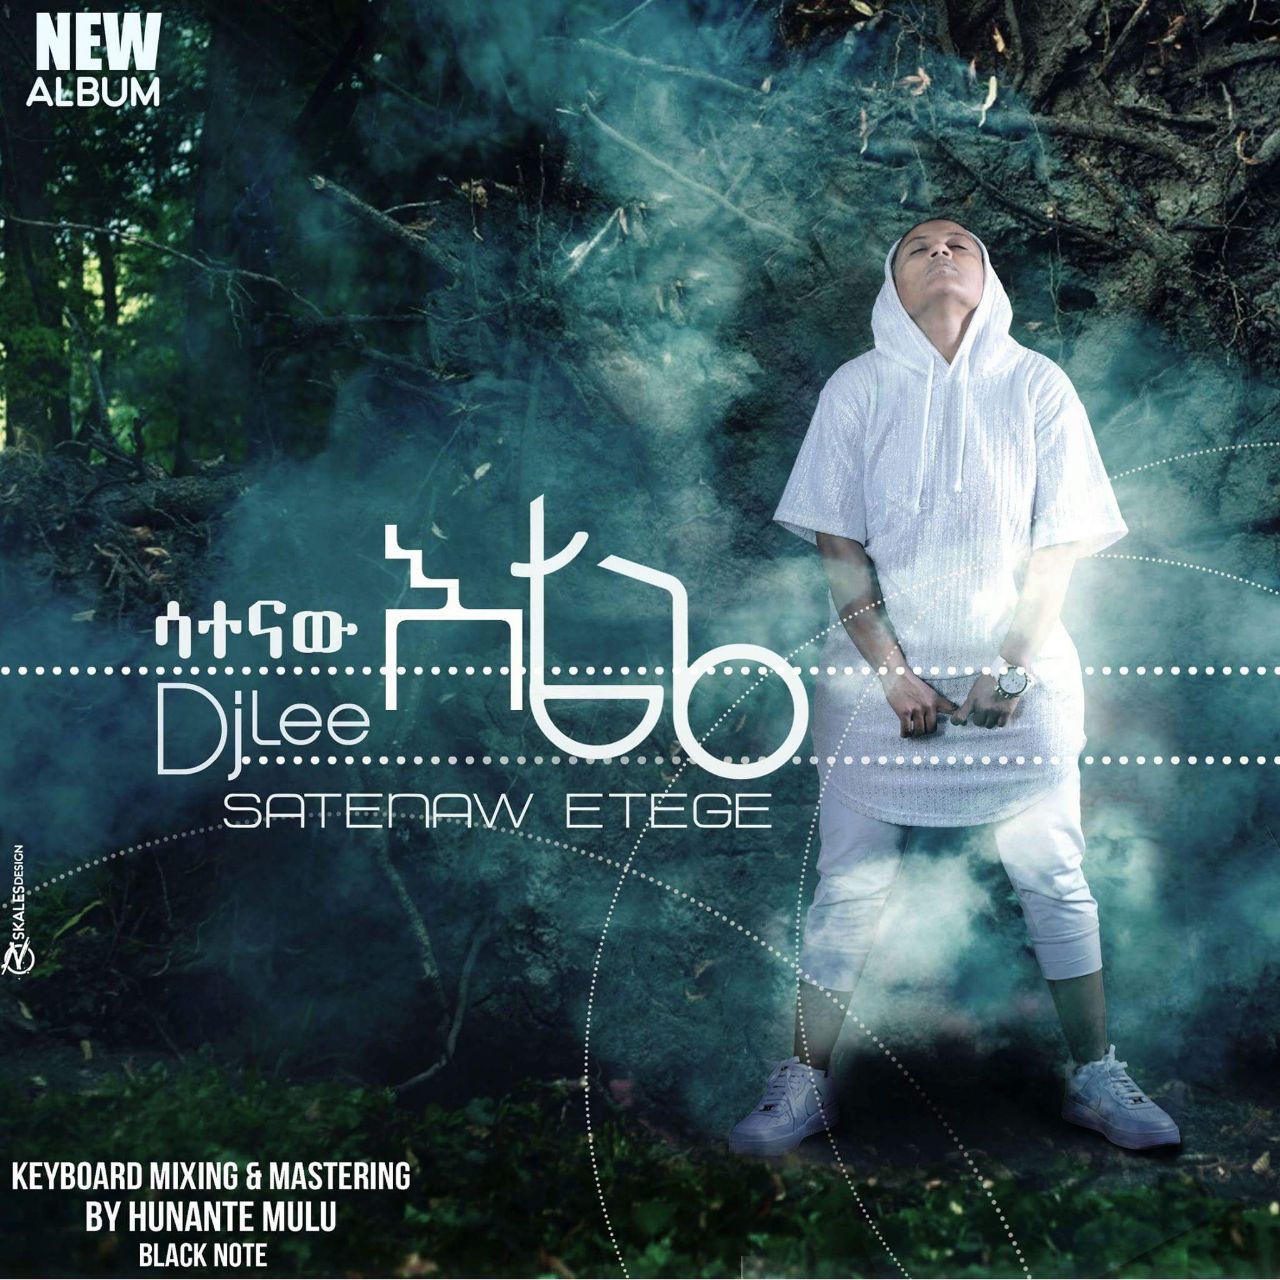 NEW
ALBUM
ሳተናው
እቴጌ
DjLee
SATENAW ETEGE
SKALESDESIGN
KEYBOARD MIXING & MASTERING
BY HUNANTE MULU
BLACK NOTE